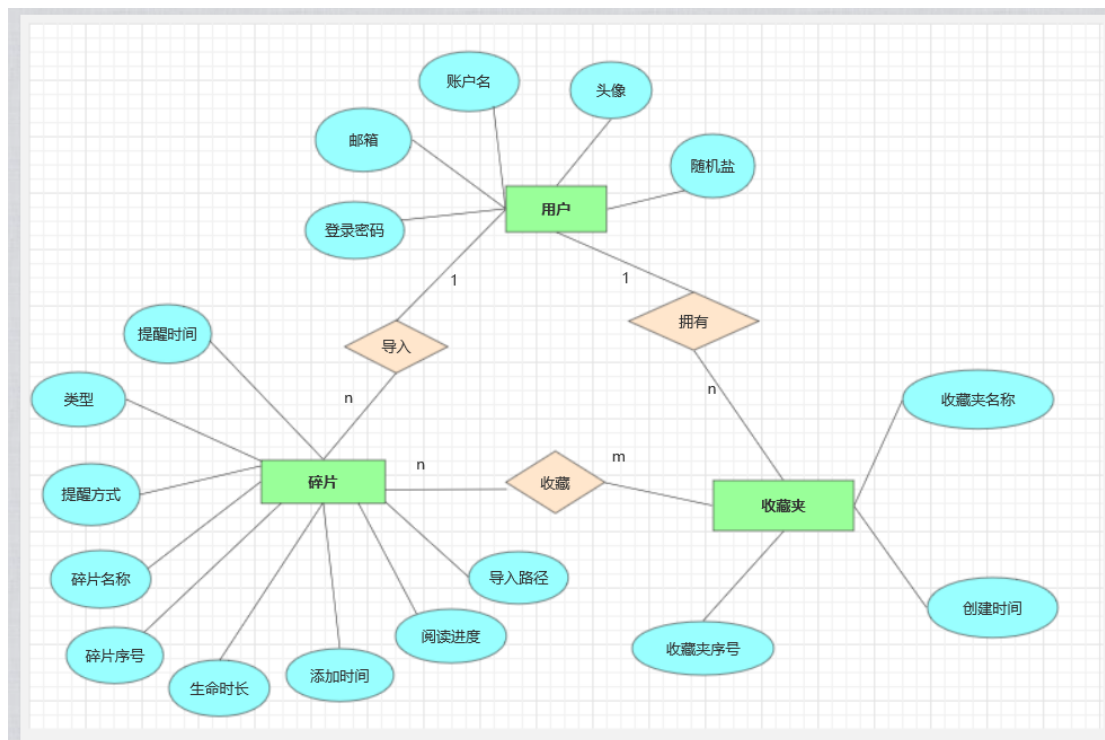 账户名
头像
邮箱
随机盐
用户
登录密码
1
1
提醒时间
拥有
导入
类型
n
n
收藏夹名称
n
m
碎片
收藏
提醒方式
收藏夹
碎片名称
导入路径
创建时间
阅读进度
碎片序号
收藏夹序号
添加时间
生命时长